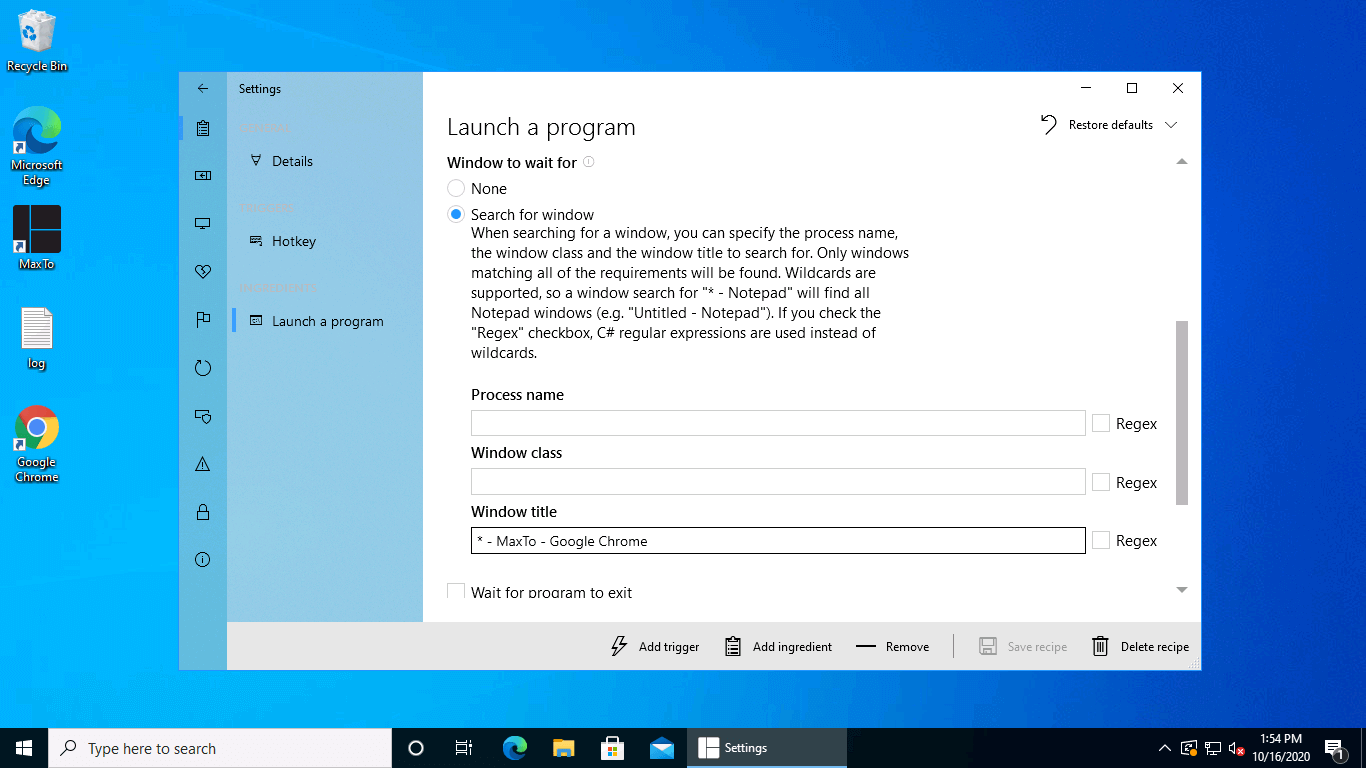 Recycle Bin
Microsoft
Edge
MaxTo
log
Google
Chrome
Settings
Details
Hotkey
Launch a program
Launch a program
Restore defaults
Window to wait for
None
Search for window
When searching for a window, you can specify the process name,
the window class and the window title to search for. Only windows
matching all of the requirements will be found. Wildcards are
supported, so a window search for "* - Notepad" will find all
Notepad windows (e.g. "Untitled - Notepad"). If you check the
"Regex" checkbox, C# regular expressions are used instead of
wildcards.
Process name
Regex
Window class
Regex
Window title
* - MaxTo - Google Chrome
Regex
Wait for program to exit
Add trigger
Add ingredient
Remove
Save recipe
Delete recipe
Type here to search
Settings
1:54 PM
10/16/2020
1